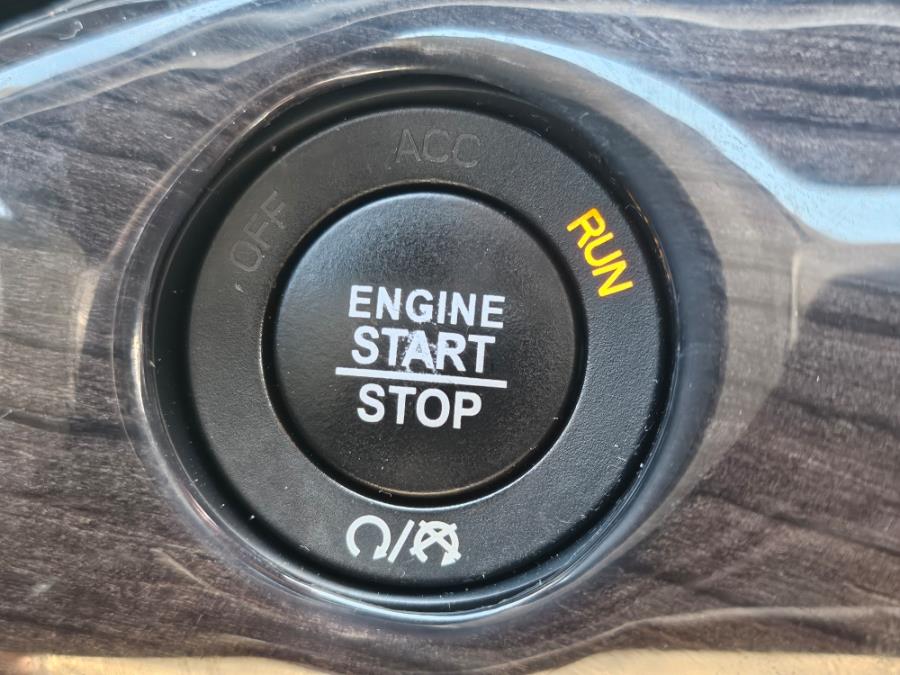 ACC
OFF
RUN
ENGINE
START
STOP